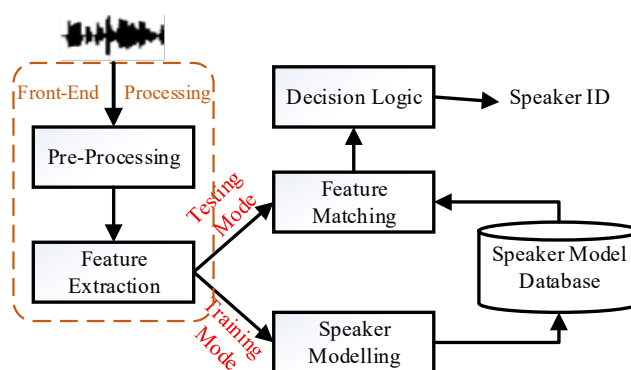 Front-End Processing
Pre-Processing
Feature
Extraction
Testing
Mode
Training
Mode
Decision Logic
Speaker ID
Feature
Matching
Speaker Model
Database
Speaker
Modelling